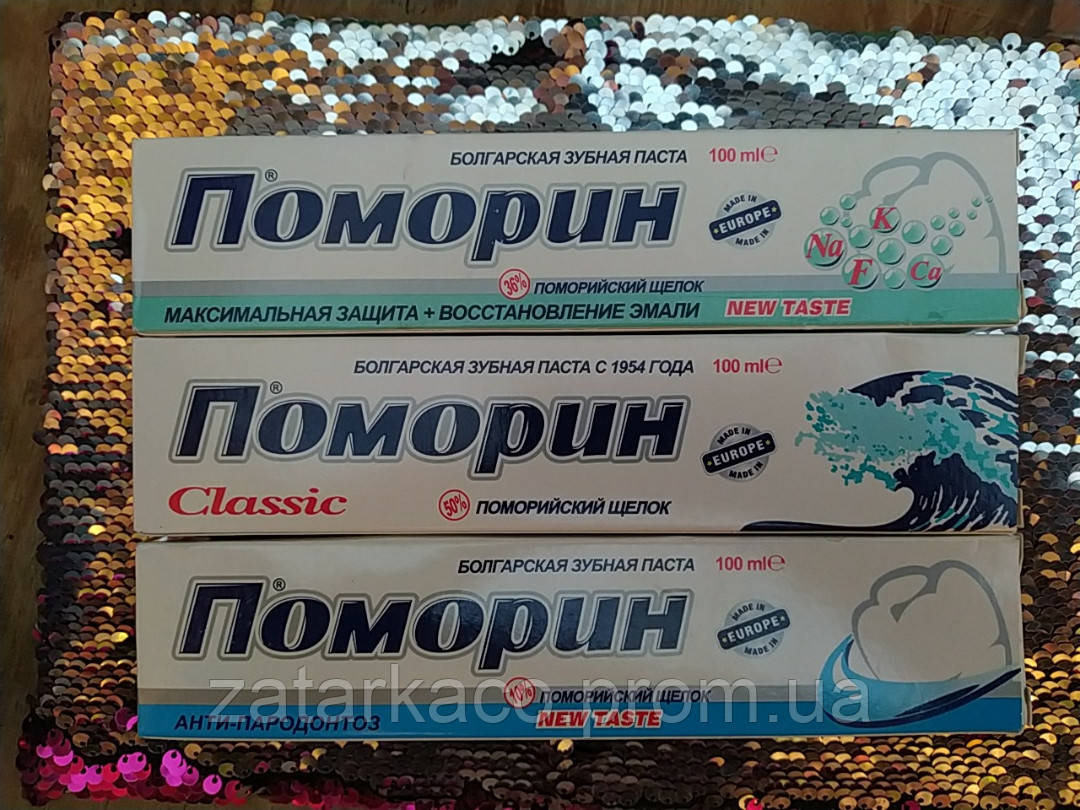 БОЛГАРСКАЯ ЗУБНАЯ ПАСТА 100 ml℮
Поморин®
MADE IN
EUROPE
MADE IN
K
Na
F
Ca
36% ПОМОРИЙСКИЙ ЩЕЛОК
МАКСИМАЛЬНАЯ ЗАЩИТА + ВОССТАНОВЛЕНИЕ ЭМАЛИ NEW TASTE
БОЛГАРСКАЯ ЗУБНАЯ ПАСТА С 1954 ГОДА 100 ml℮
Поморин®
MADE IN
EUROPE
MADE IN
Classic 50% ПОМОРИЙСКИЙ ЩЕЛОК
БОЛГАРСКАЯ ЗУБНАЯ ПАСТА 100 ml℮
Поморин®
MADE IN
EUROPE
MADE IN
ПОМОРИЙСКИЙ ЩЕЛОК
zatarkaco.prom.ua
АНТИ-ПАРОДОНТОЗ NEW TASTE